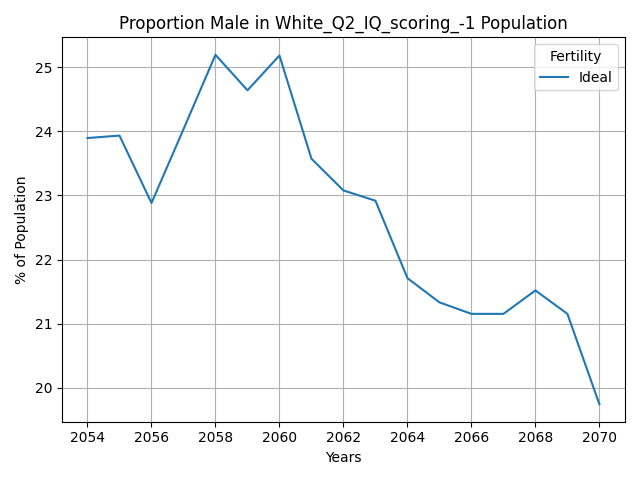 Proportion Male in White_Q2_IQ_scoring_-1 Population
Fertility
Ideal
% of Population
25
24
23
22
21
20
2054 2056 2058 2060 2062 2064 2066 2068 2070
Years